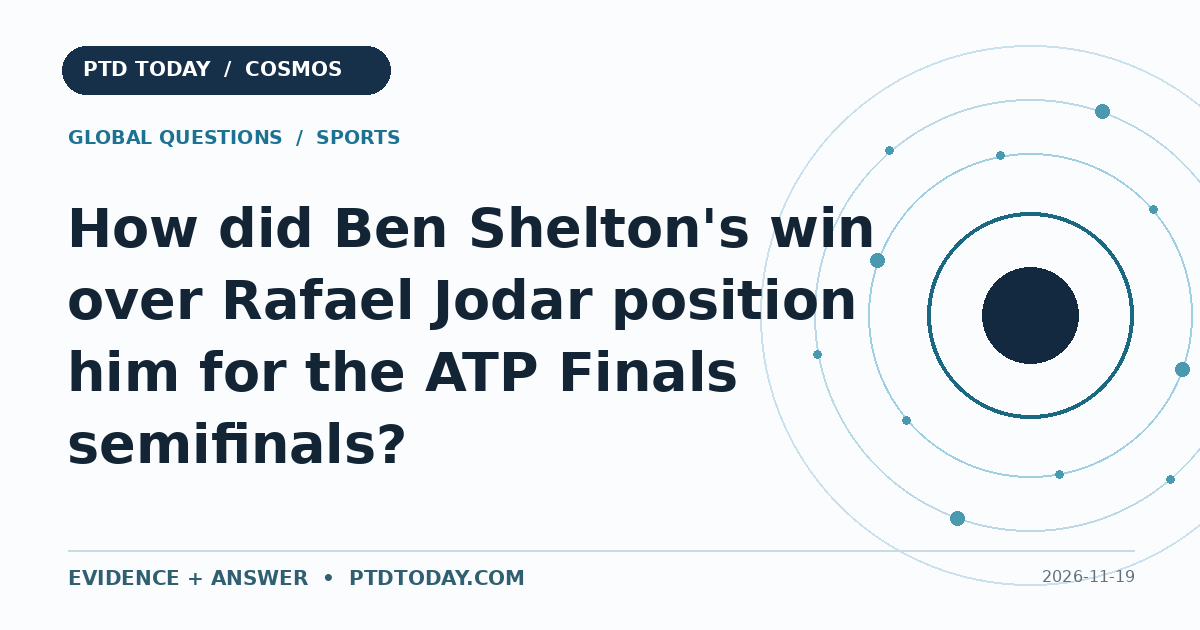 PTD TODAY / COSMOS
GLOBAL QUESTIONS / SPORTS
How did Ben Shelton's win
over Rafael Jodar position
him for the ATP Finals
semifinals?
EVIDENCE + ANSWER • PTDTODAY.COM
2026-11-19